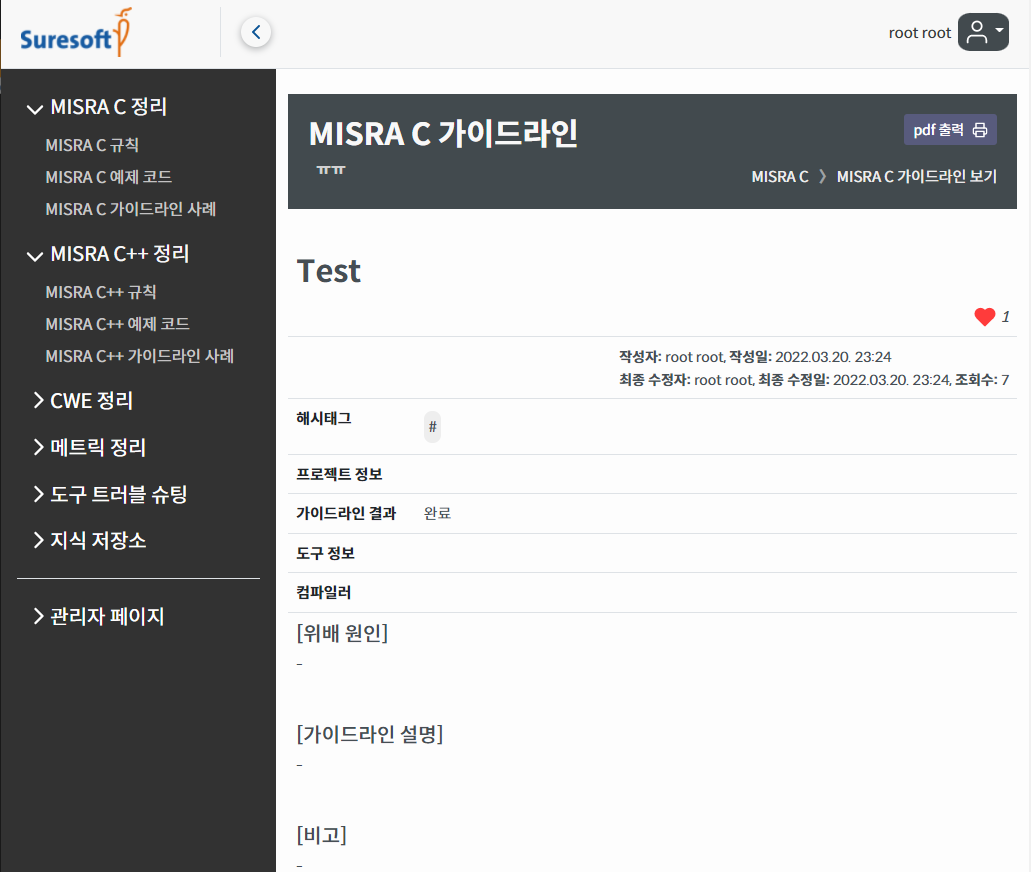 Suresoft
root root
MISRA C 정리
MISRA C 규칙
MISRA C 예제 코드
MISRA C 가이드라인 사례
MISRA C++ 정리
MISRA C++ 규칙
MISRA C++ 예제 코드
MISRA C++ 가이드라인 사례
CWE 정리
메트릭 정리
도구 트러블 슈팅
지식 저장소
관리자 페이지
MISRA C 가이드라인
ㅠㅠ
pdf 출력
MISRA C 》 MISRA C 가이드라인 보기
Test
1
작성자: root root, 작성일: 2022.03.20. 23:24
최종 수정자: root root, 최종 수정일: 2022.03.20. 23:24, 조회수: 7
해시태그 #
프로젝트 정보
가이드라인 결과 완료
도구 정보
컴파일러
[위배 원인]
-
[가이드라인 설명]
-
[비고]
-